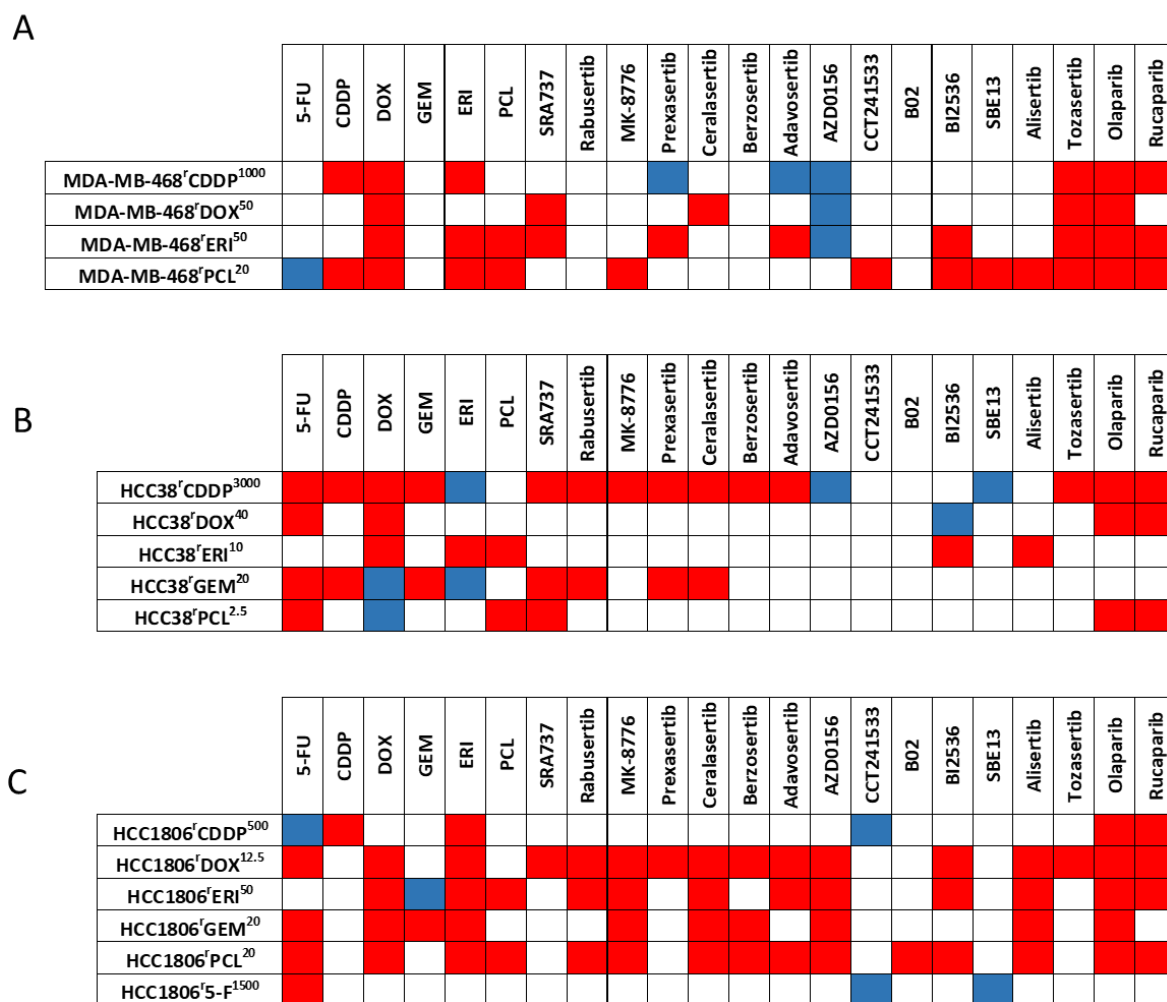 A
5-FU CDDP DOX GEM ERI PCL SRA737 Rabusertib MK-8776 Prexasertib Ceralasertib Berzosertib Adavosertib AZD0156 CCT241533 B02 BI2536 SBE13 Alisertib Tozasertib Olaparib Rucaparib
MDA-MB-468ʳCDDP¹⁰⁰⁰
MDA-MB-468ʳDOX⁵⁰
MDA-MB-468ʳERI⁵⁰
MDA-MB-468ʳPCL²⁰
B
5-FU CDDP DOX GEM ERI PCL SRA737 Rabusertib MK-8776 Prexasertib Ceralasertib Berzosertib Adavosertib AZD0156 CCT241533 B02 BI2536 SBE13 Alisertib Tozasertib Olaparib Rucaparib
HCC38ʳCDDP³⁰⁰⁰
HCC38ʳDOX⁴⁰
HCC38ʳERI¹⁰
HCC38ʳGEM²⁰
HCC38ʳPCL²·⁵
C
5-FU CDDP DOX GEM ERI PCL SRA737 Rabusertib MK-8776 Prexasertib Ceralasertib Berzosertib Adavosertib AZD0156 CCT241533 B02 BI2536 SBE13 Alisertib Tozasertib Olaparib Rucaparib
HCC1806ʳCDDP⁵⁰⁰
HCC1806ʳDOX¹²·⁵
HCC1806ʳERI⁵⁰
HCC1806ʳGEM²⁰
HCC1806ʳPCL²⁰
HCC1806ʳ5-F¹⁵⁰⁰